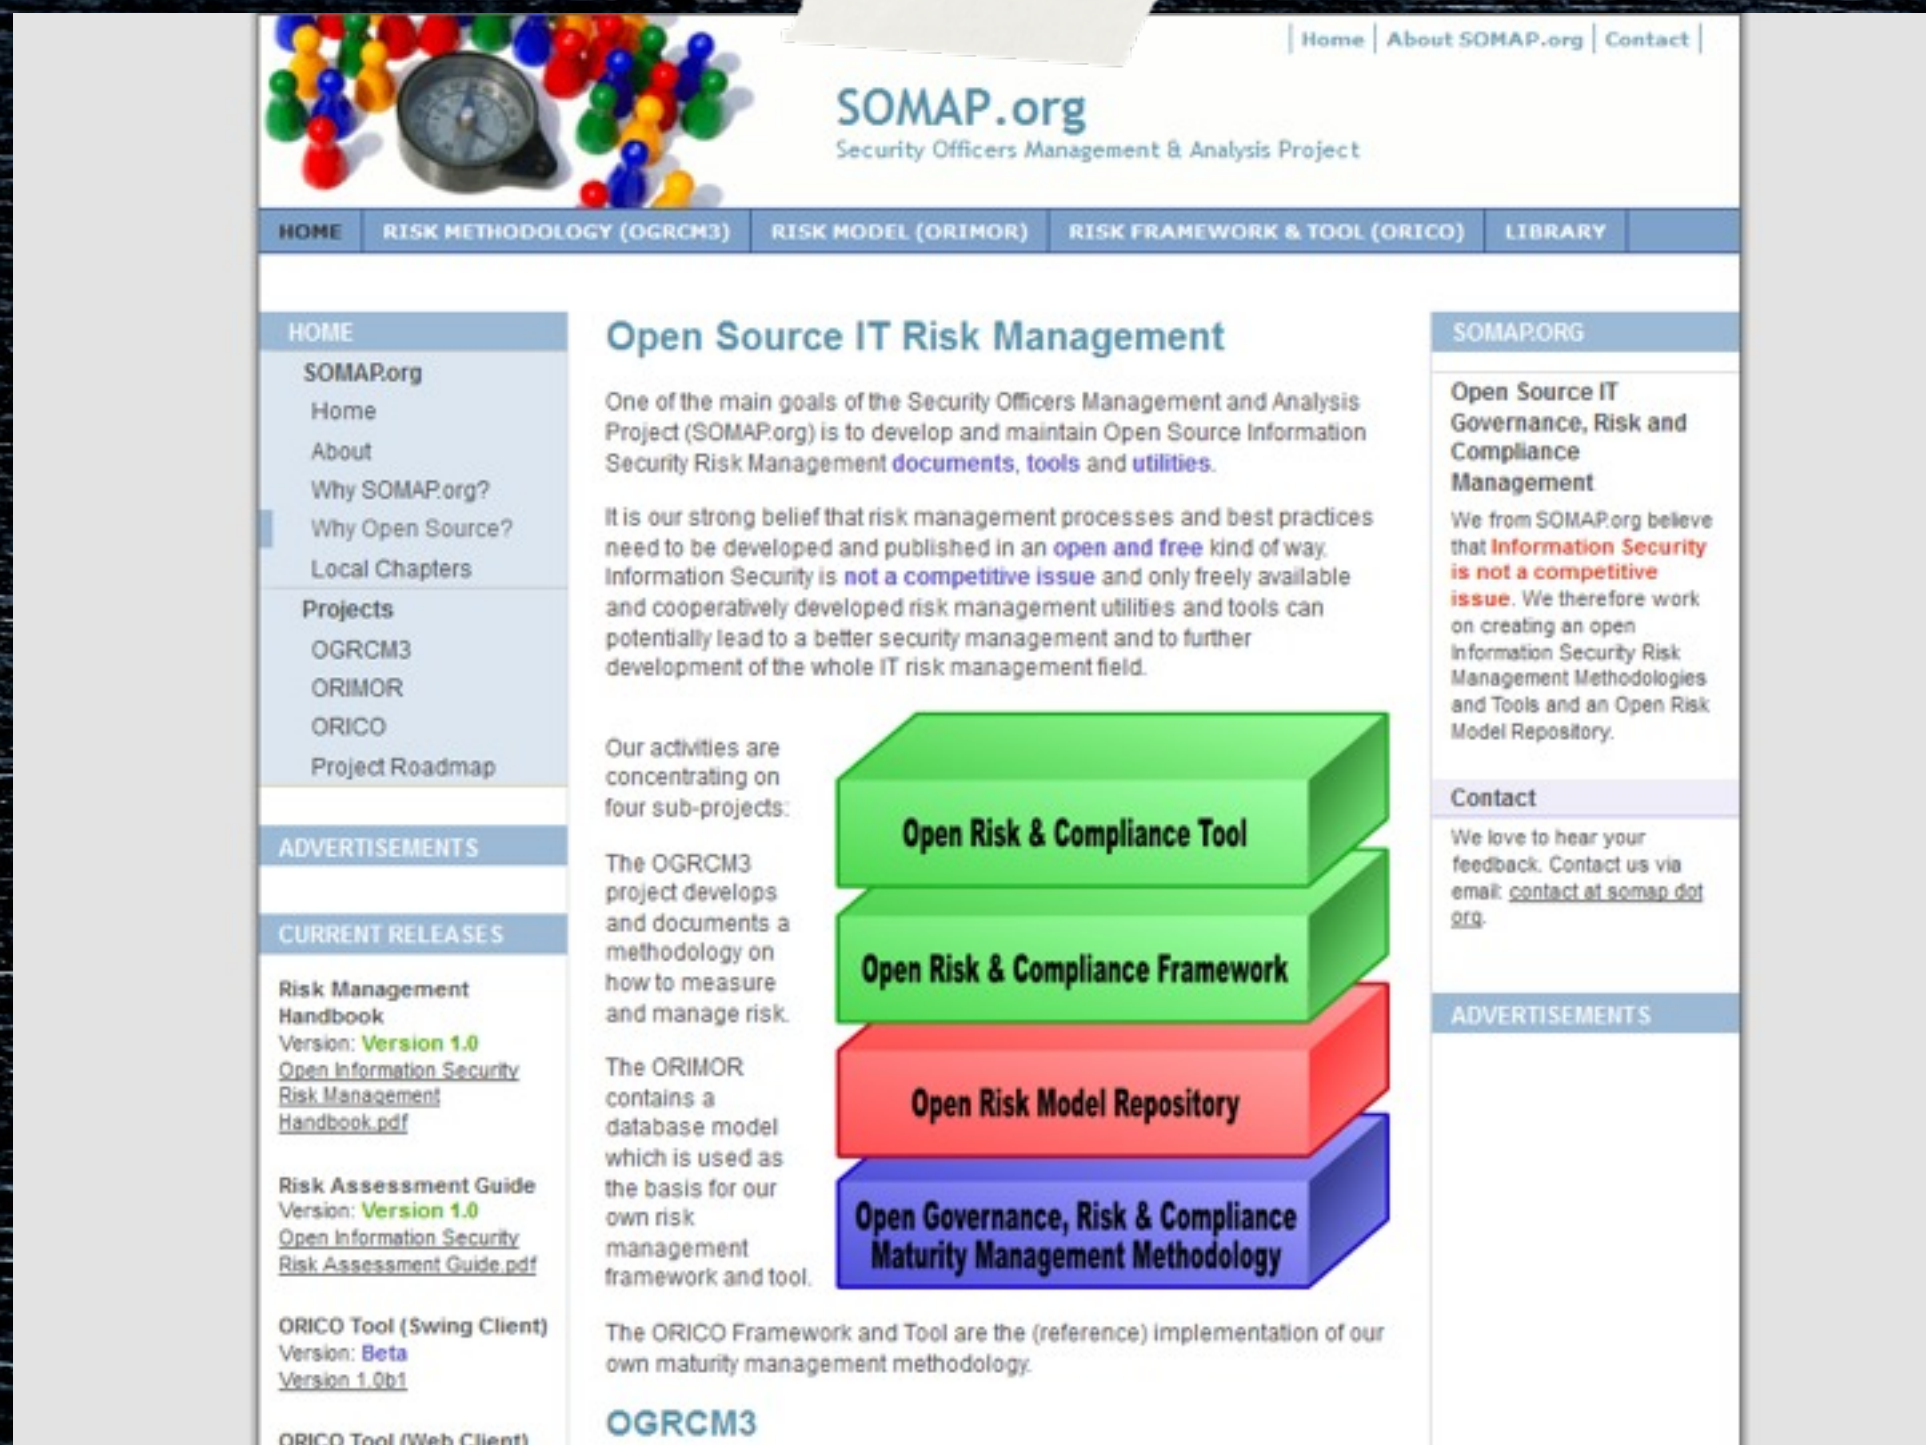 Home | About SOMAP.org | Contact
SOMAP.org
Security Officers Management & Analysis Project
HOME
RISK METHODOLOGY (OGRCM3)
RISK MODEL (ORIMOR)
RISK FRAMEWORK & TOOL (ORICO)
LIBRARY
HOME
SOMAP.org
Home
About
Why SOMAP.org?
Why Open Source?
Local Chapters
Projects
OGRCM3
ORIMOR
ORICO
Project Roadmap
ADVERTISEMENTS
CURRENT RELEASES
Risk Management
Handbook
Version: Version 1.0
Open Information Security
Risk Management
Handbook.pdf
Risk Assessment Guide
Version: Version 1.0
Open Information Security
Risk Assessment Guide.pdf
ORICO Tool (Swing Client)
Version: Beta
Version 1.0b1
ORICO Tool (Web Client)
Open Source IT Risk Management
One of the main goals of the Security Officers Management and Analysis
Project (SOMAP.org) is to develop and maintain Open Source Information
Security Risk Management documents, tools and utilities.
It is our strong belief that risk management processes and best practices
need to be developed and published in an open and free kind of way.
Information Security is not a competitive issue and only freely available
and cooperatively developed risk management utilities and tools can
potentially lead to a better security management and to further
development of the whole IT risk management field.
Our activities are
concentrating on
four sub-projects:
The OGRCM3
project develops
and documents a
methodology on
how to measure
and manage risk.
The ORIMOR
contains a
database model
which is used as
the basis for our
own risk
management
framework and tool.
Open Risk & Compliance Tool
Open Risk & Compliance Framework
Open Risk Model Repository
Open Governance, Risk & Compliance
Maturity Management Methodology
The ORICO Framework and Tool are the (reference) implementation of our
own maturity management methodology.
OGRCM3
SOMAP.ORG
Open Source IT
Governance, Risk and
Compliance
Management
We from SOMAP.org believe
that Information Security
is not a competitive
issue. We therefore work
on creating an open
Information Security Risk
Management Methodologies
and Tools and an Open Risk
Model Repository.
Contact
We love to hear your
feedback. Contact us via
email: contact at somap dot
org.
ADVERTISEMENTS